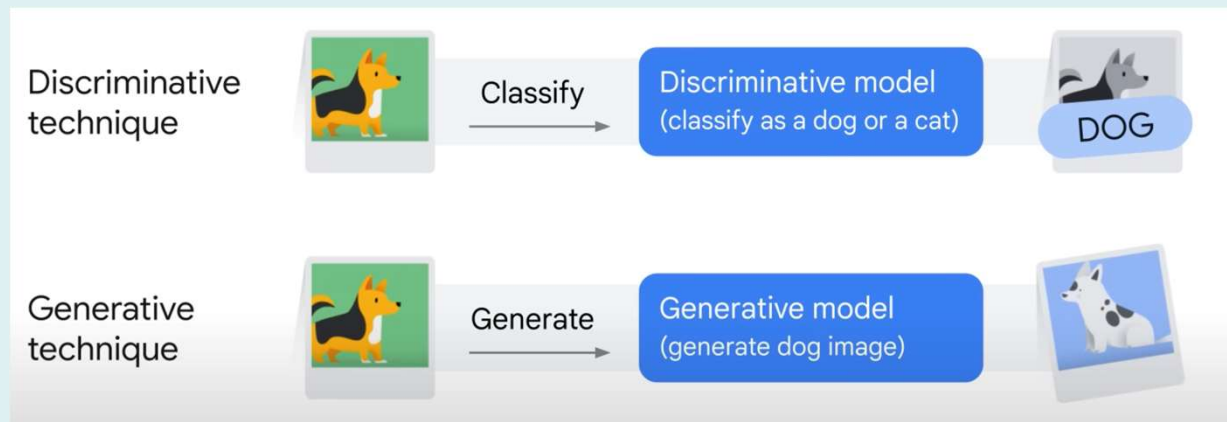 Discriminative
technique
Classify
Discriminative model
(classify as a dog or a cat)
DOG
Generative
technique
Generate
Generative model
(generate dog image)